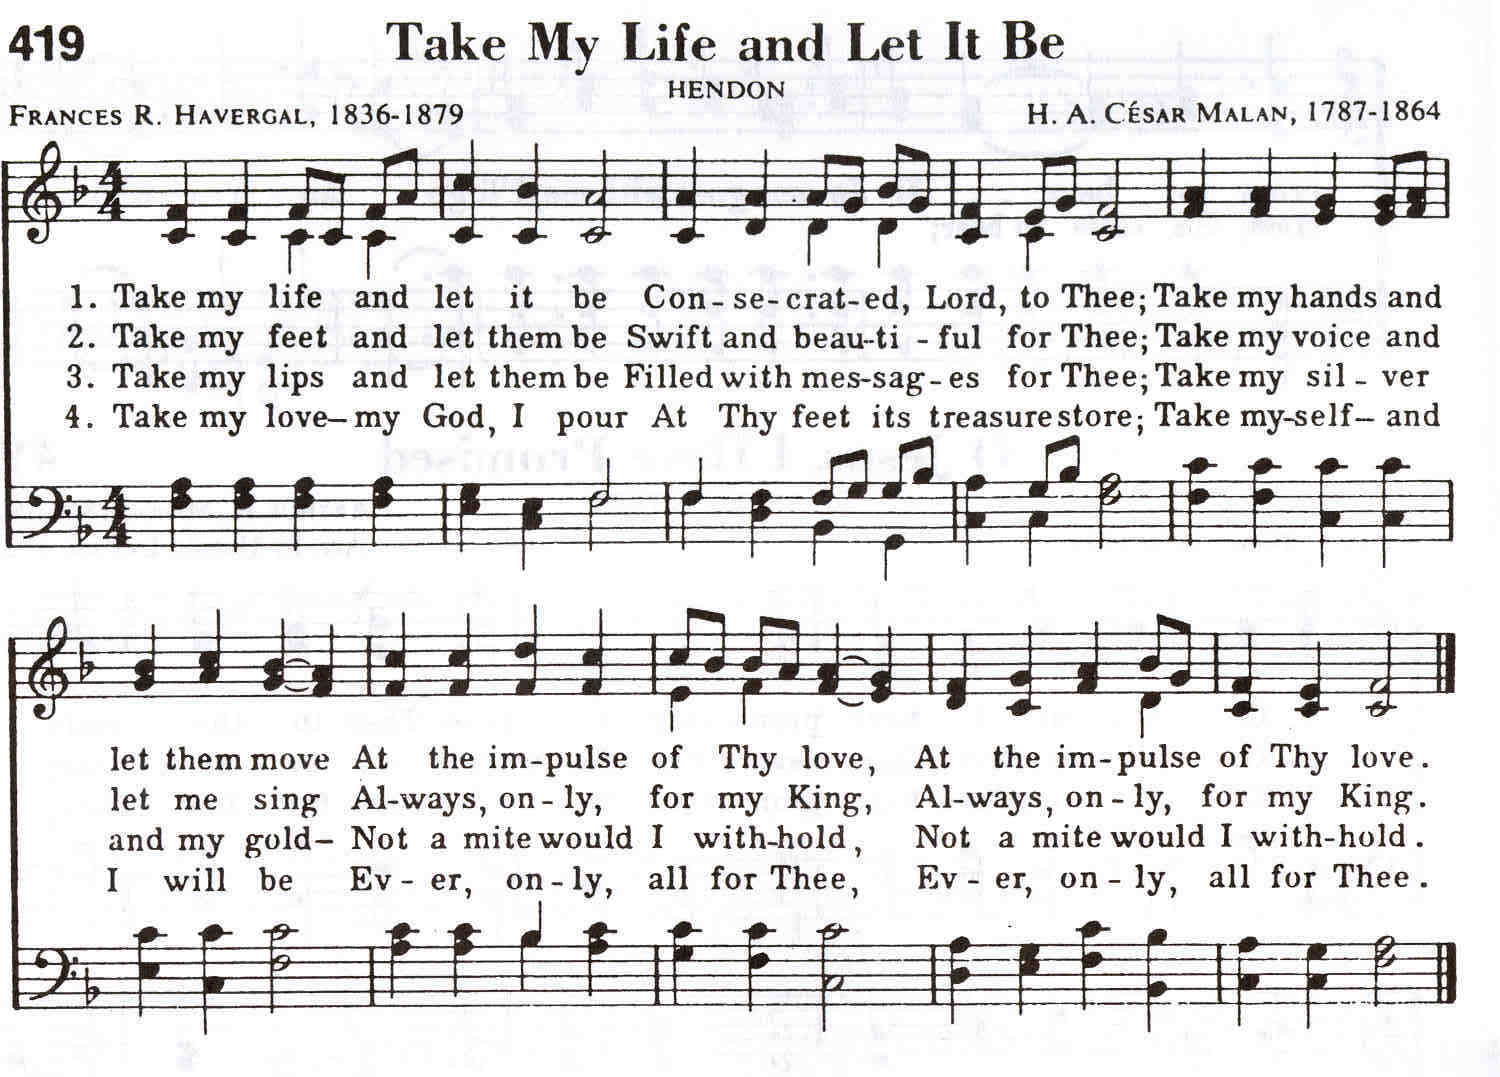 419 Take My Life and Let It Be
HENDON
FRANCES R. HAVERGAL, 1836-1879 H. A. CÉSAR MALAN, 1787-1864
1. Take my life and let it be Con-se-crat-ed, Lord, to Thee; Take my hands and
2. Take my feet and let them be Swift and beau-ti-ful for Thee; Take my voice and
3. Take my lips and let them be Filled with mes-sag-es for Thee; Take my sil-ver
4. Take my love—my God, I pour At Thy feet its treasure store; Take my-self—and
let them move At the im-pulse of Thy love, At the im-pulse of Thy love.
let me sing Al-ways, on-ly, for my King, Al-ways, on-ly, for my King.
and my gold— Not a mite would I with-hold, Not a mite would I with-hold.
I will be Ev-er, on-ly, all for Thee, Ev-er, on-ly, all for Thee.